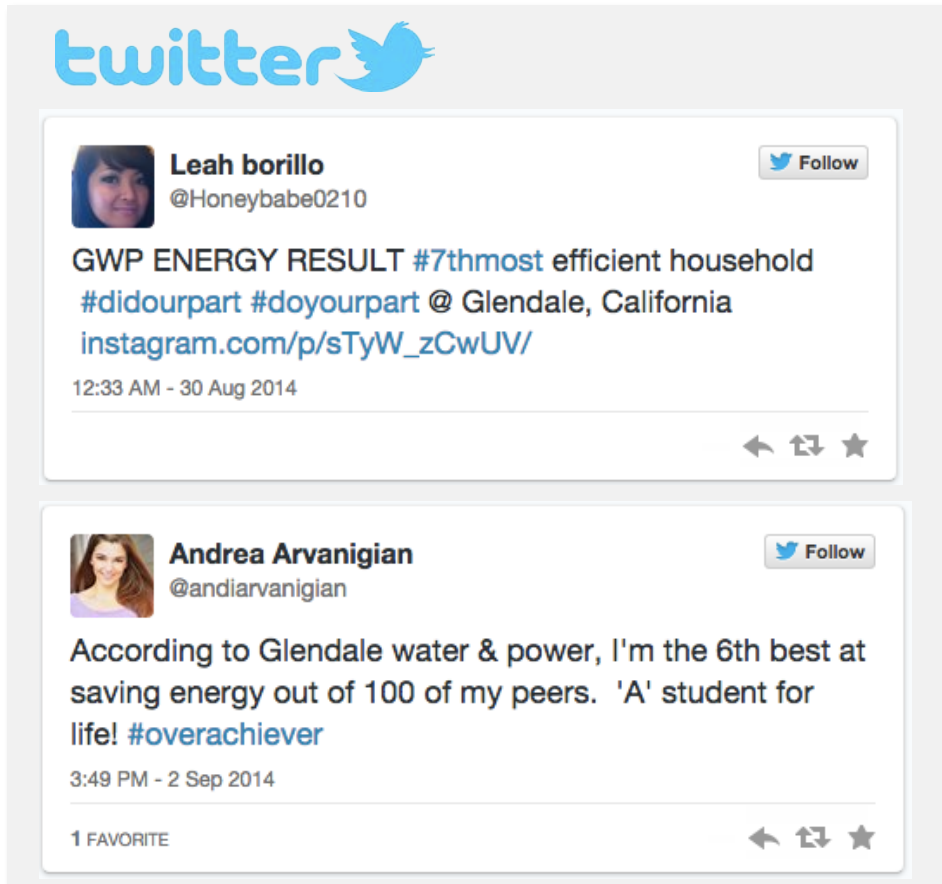 twitter
Leah borillo
Follow
@Honeybabe0210
GWP ENERGY RESULT #7thmost efficient household
#didourpart #doyourpart @ Glendale, California
instagram.com/p/sTyW_zCwUV/
12:33 AM - 30 Aug 2014
Andrea Arvanigian
Follow
@andiarvanigian
According to Glendale water & power, I'm the 6th best at
saving energy out of 100 of my peers.  'A' student for
life! #overachiever
3:49 PM - 2 Sep 2014
1 FAVORITE